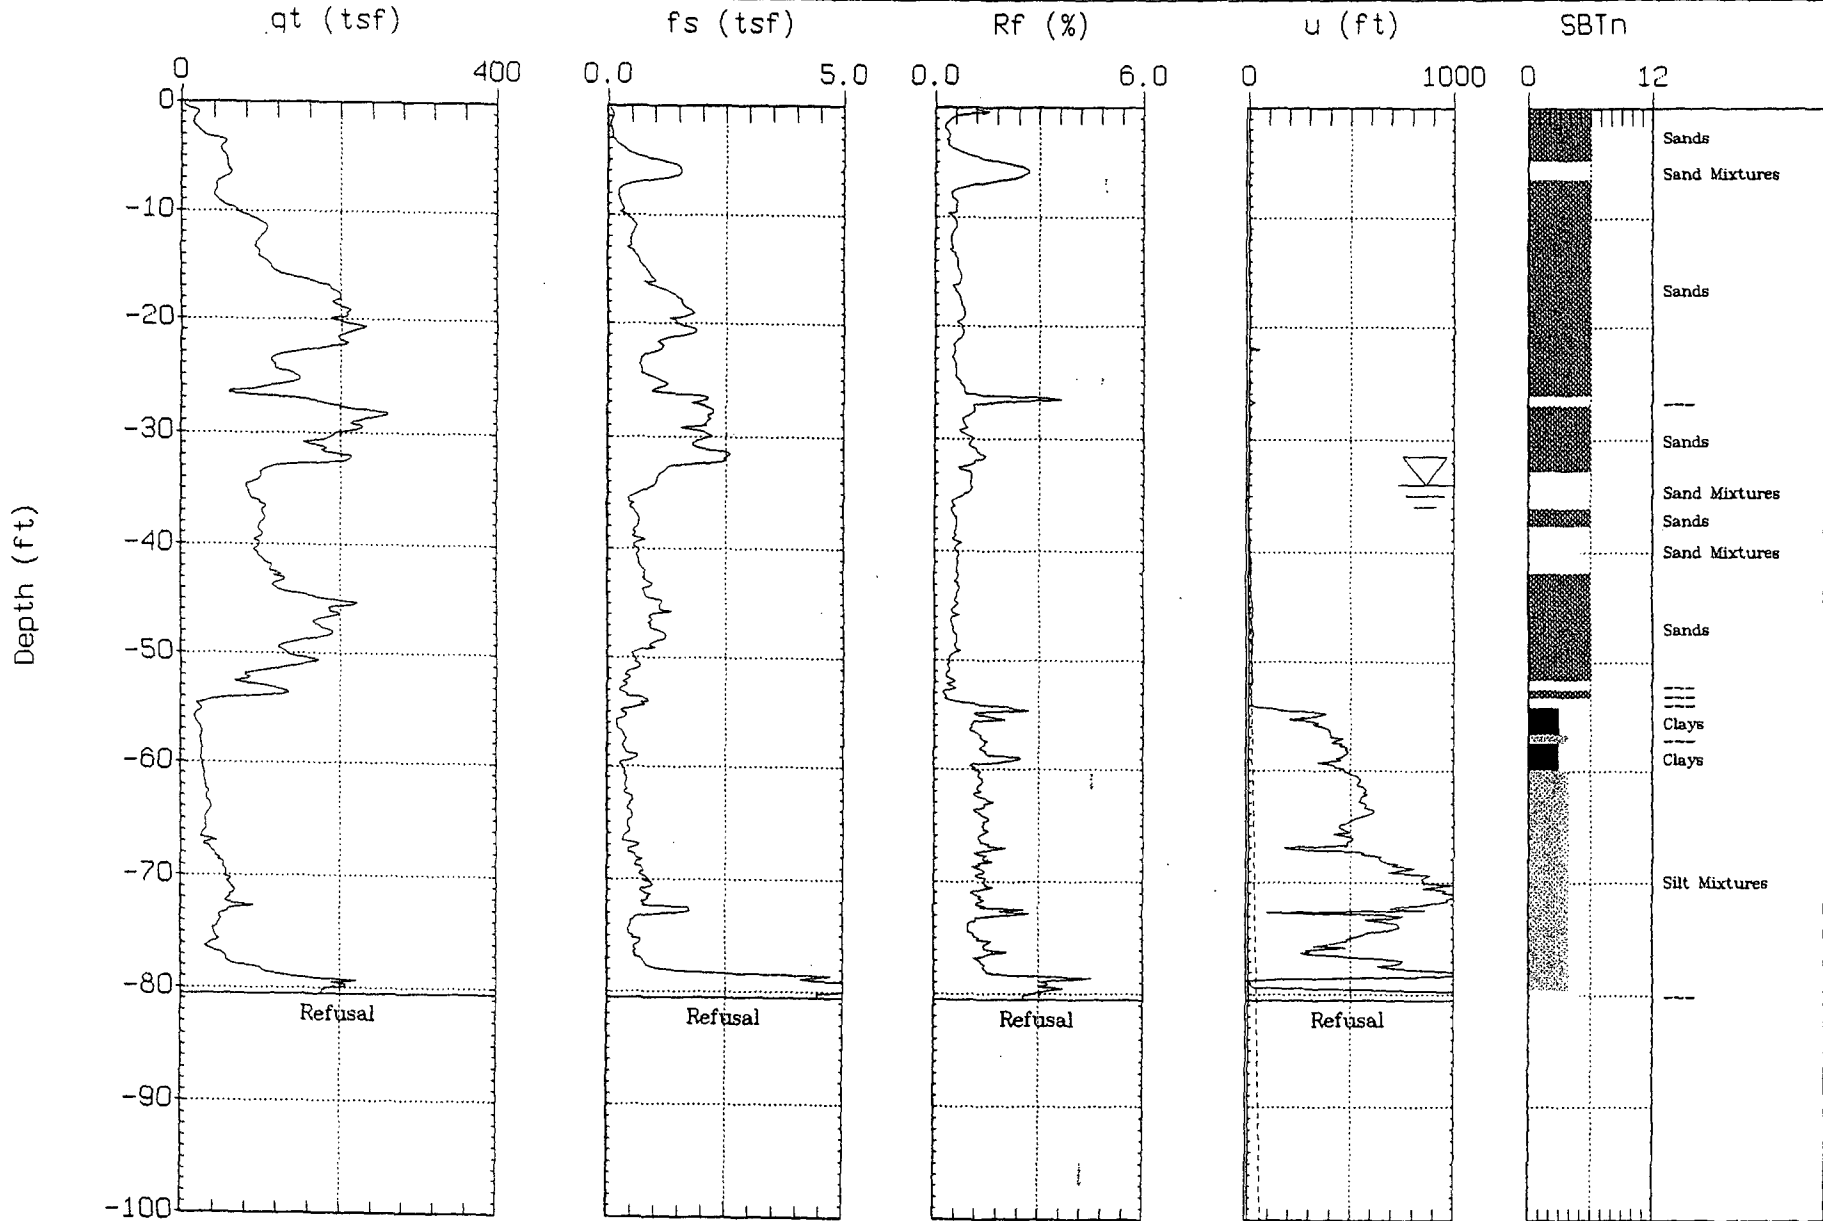 qt (tsf) fs (tsf) Rf (%) u (ft) SBTn
0 400 0.0 5.0 0.0 6.0 0 1000 0 12
Depth (ft)
0
-10
-20
-30
-40
-50
-60
-70
-80
-90
-100
Sands
Sand Mixtures
Sands
---
Sands
Sand Mixtures
Sands
Sand Mixtures
Sands
---
---
---
Clays
---
Clays
Silt Mixtures
---
Refusal Refusal Refusal Refusal